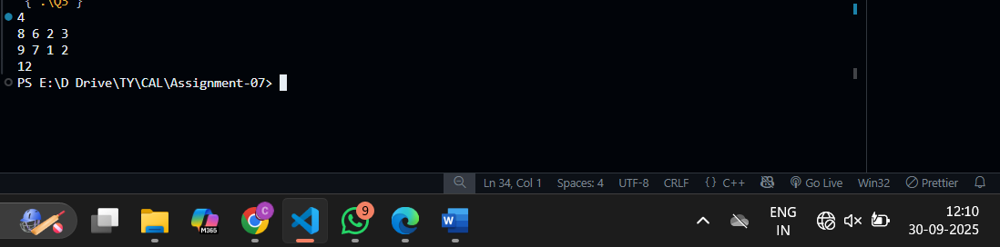 { .\Q5 }
4
8 6 2 3
9 7 1 2
12
PS E:\D Drive\TY\CAL\Assignment-07>
Ln 34, Col 1 Spaces: 4 UTF-8 CRLF {} C++ Go Live Win32 Prettier
M365
C
9
ENG
IN
12:10
30-09-2025